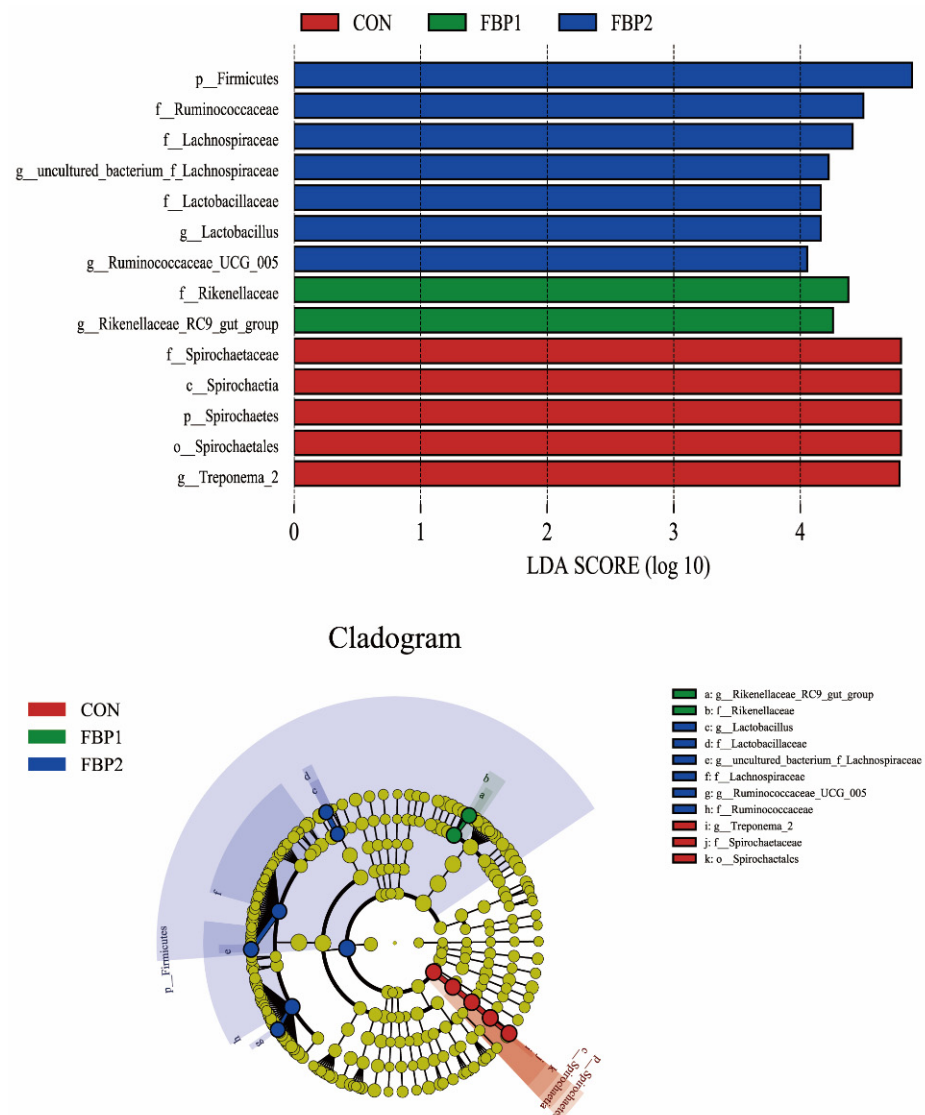 CON FBP1 FBP2
p__Firmicutes
f__Ruminococcaceae
f__Lachnospiraceae
g__uncultured_bacterium_f_Lachnospiraceae
f__Lactobacillaceae
g__Lactobacillus
g__Ruminococcaceae_UCG_005
f__Rikenellaceae
g__Rikenellaceae_RC9_gut_group
f__Spirochaetaceae
c__Spirochaetia
p__Spirochaetes
o__Spirochaetales
g__Treponema_2
0 1 2 3 4
LDA SCORE (log 10)
Cladogram
CON
FBP1
FBP2
a: g__Rikenellaceae_RC9_gut_group
b: f__Rikenellaceae
c: g__Lactobacillus
d: f__Lactobacillaceae
e: g__uncultured_bacterium_f_Lachnospiraceae
f: f__Lachnospiraceae
g: g__Ruminococcaceae_UCG_005
h: f__Ruminococcaceae
i: g__Treponema_2
j: f__Spirochaetaceae
k: o__Spirochaetales
d
c
b
a
f
e
p__Firmicutes
h
g
j
k
c__Spirochaetia